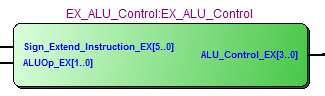 EX_ALU_Control:EX_ALU_Control
Sign_Extend_Instruction_EX[5..0]
ALU_Control_EX[3..0]
ALUOp_EX[1..0]